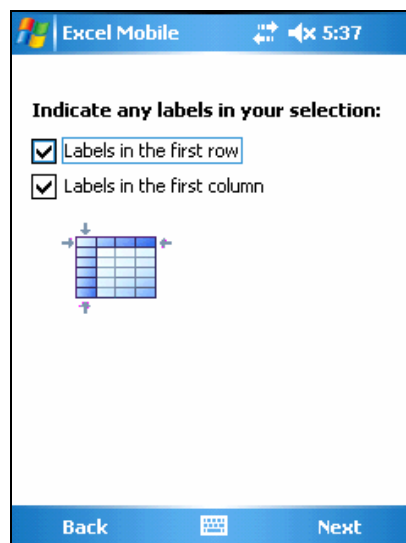 Excel Mobile 5:37
Indicate any labels in your selection:
Labels in the first row
Labels in the first column
Back Next